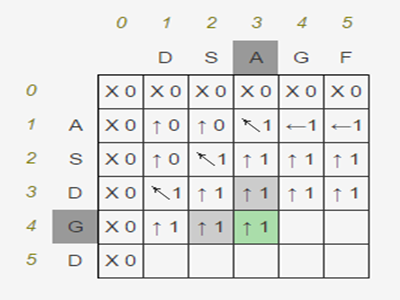 0 1 2 3 4 5
D S A G F
0 X 0 X 0 X 0 X 0 X 0 X 0
1 A X 0 ↑ 0 ↑ 0 ↖ 1 ← 1 ← 1
2 S X 0 ↑ 0 ↖ 1 ↑ 1 ↑ 1 ↑ 1
3 D X 0 ↖ 1 ↑ 1 ↑ 1 ↑ 1 ↑ 1
4 G X 0 ↑ 1 ↑ 1 ↑ 1
5 D X 0